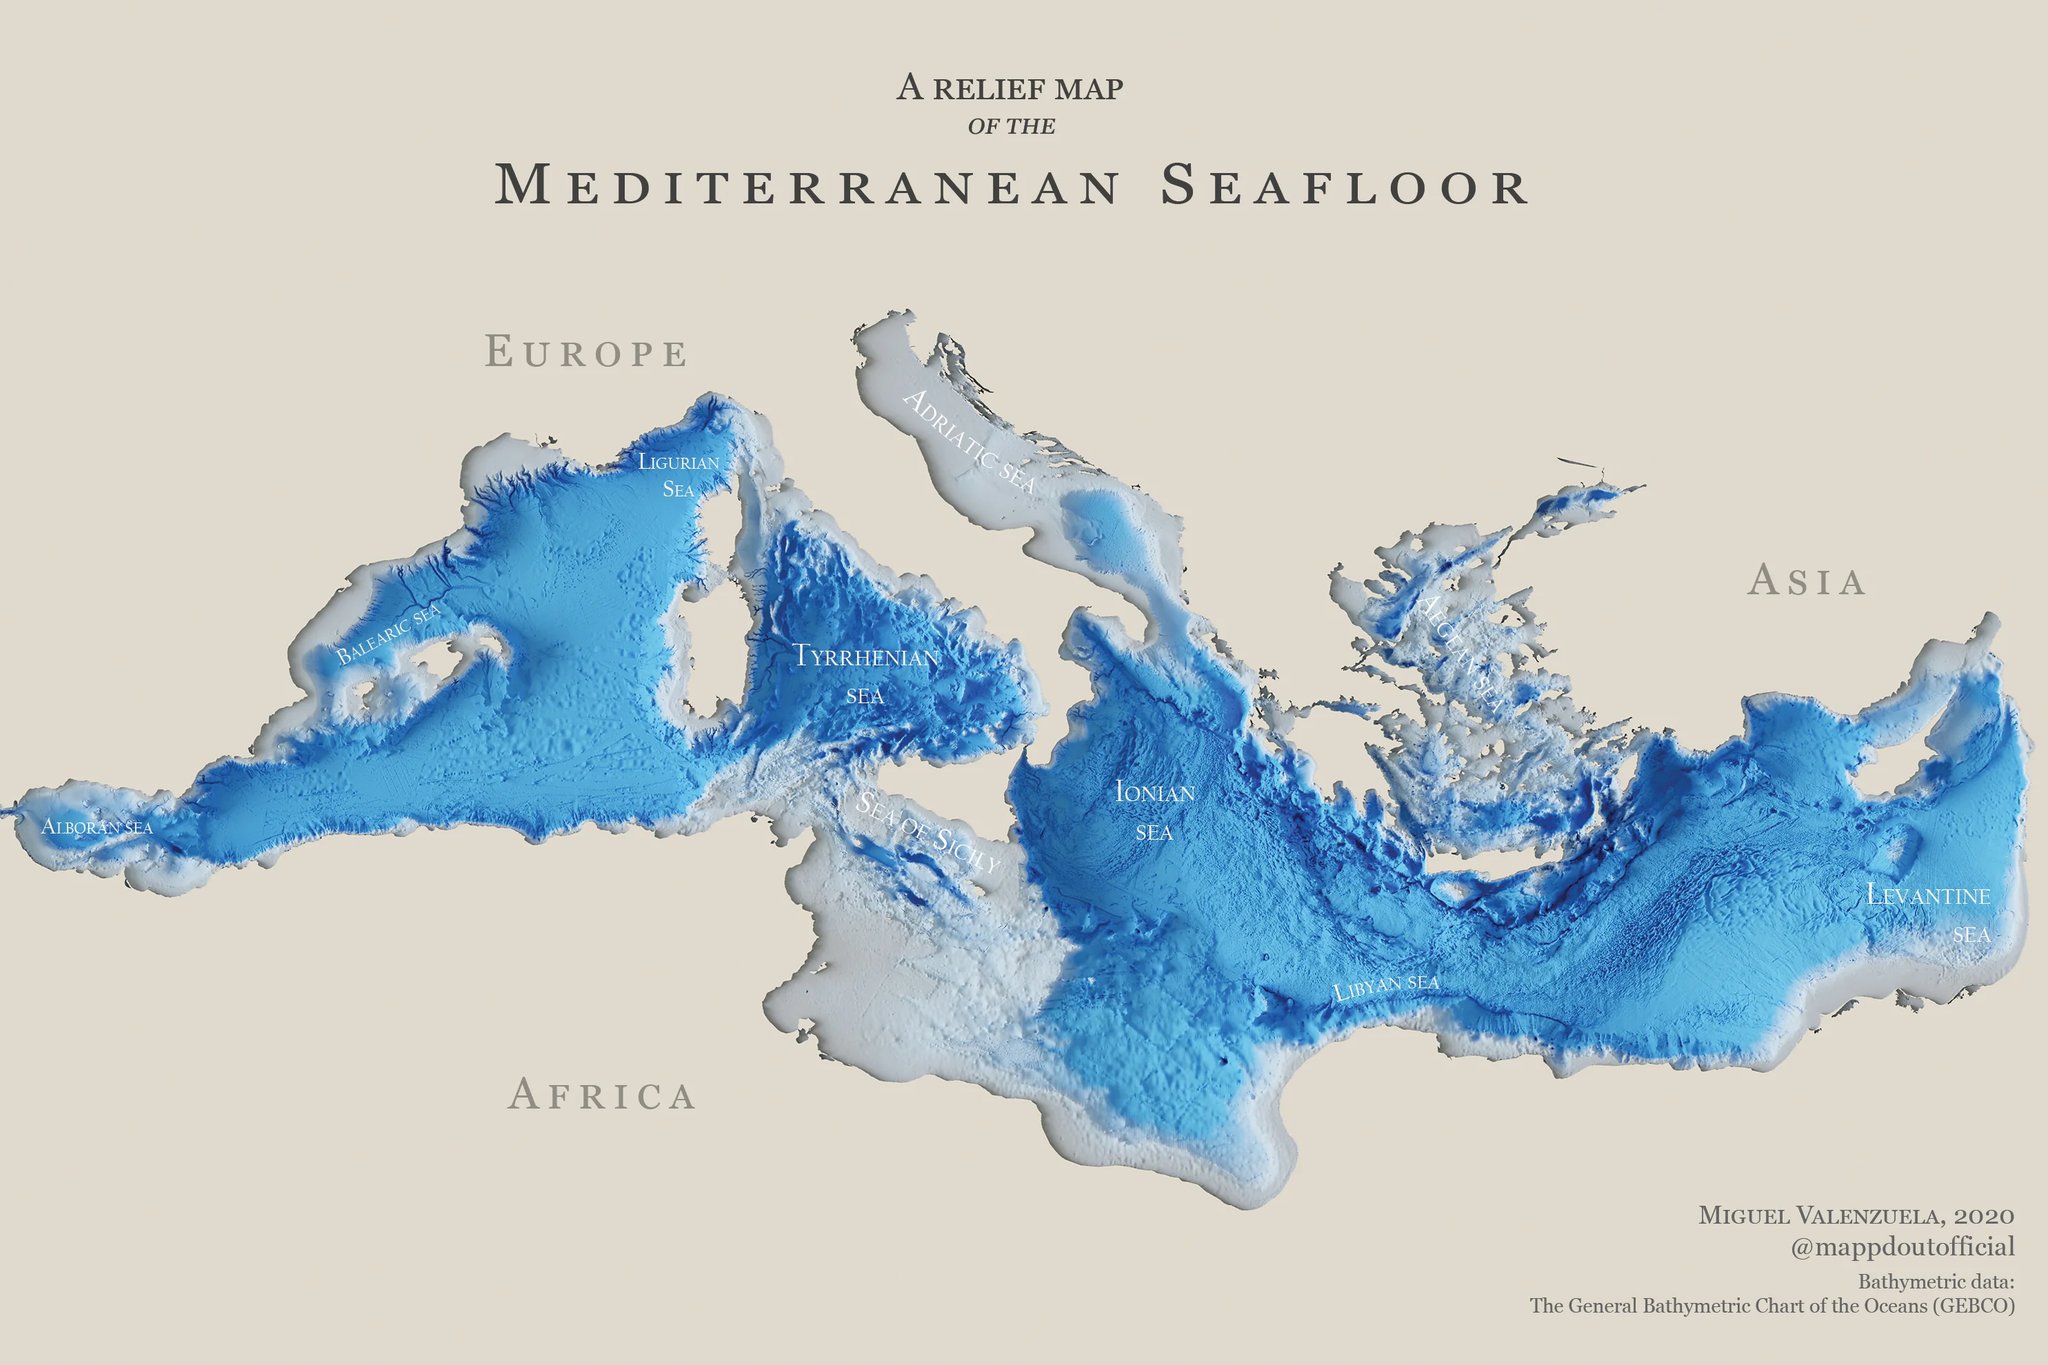 A RELIEF MAP
OF THE
MEDITERRANEAN SEAFLOOR
EUROPE
ADRIATIC SEA
LIGURIAN
SEA
ASIA
BALEARIC SEA
AEGEAN SEA
TYRRHENIAN
SEA
IONIAN
SEA
ALBORAN SEA
SEA OF SICILY
LEVANTINE
SEA
LIBYAN SEA
AFRICA
MIGUEL VALENZUELA, 2020
@mappdoutofficial
Bathymetric data:
The General Bathymetric Chart of the Oceans (GEBCO)